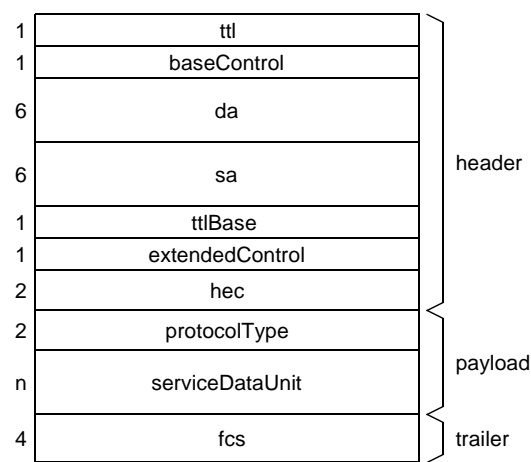 1 ttl
1 baseControl
6 da
6 sa
header
1 ttlBase
1 extendedControl
2 hec
2 protocolType
payload
n serviceDataUnit
4 fcs
trailer